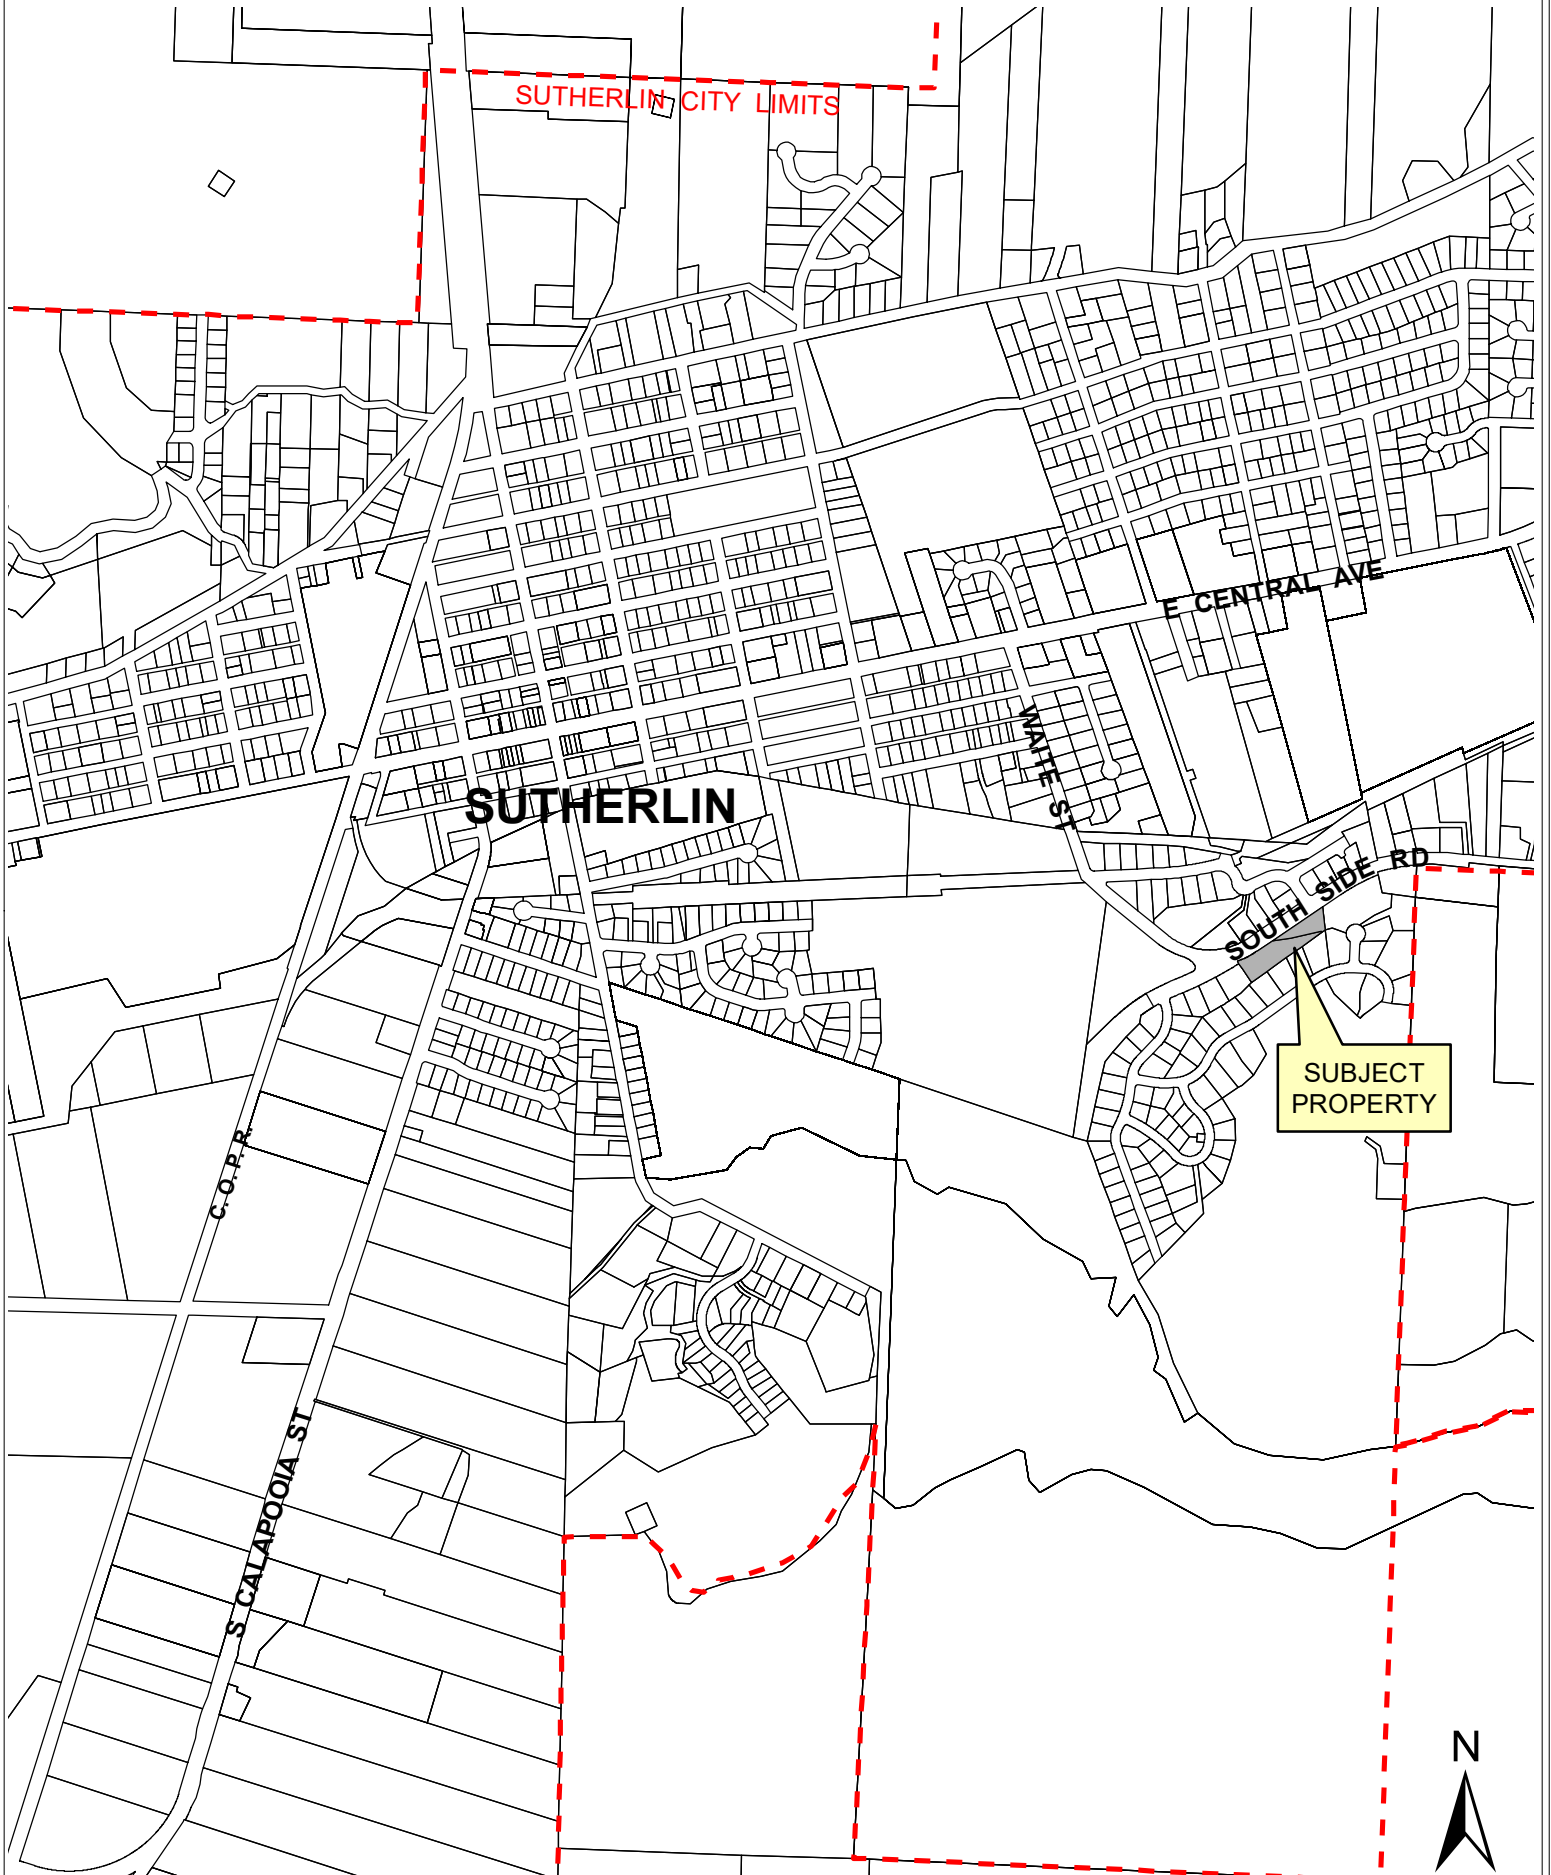 SUTHERLIN CITY LIMITS
E CENTRAL AVE
WAITE ST
SUTHERLIN
SOUTH SIDE RD
SUBJECT
PROPERTY
C. O. P. R.
S CALAPOOIA ST
N